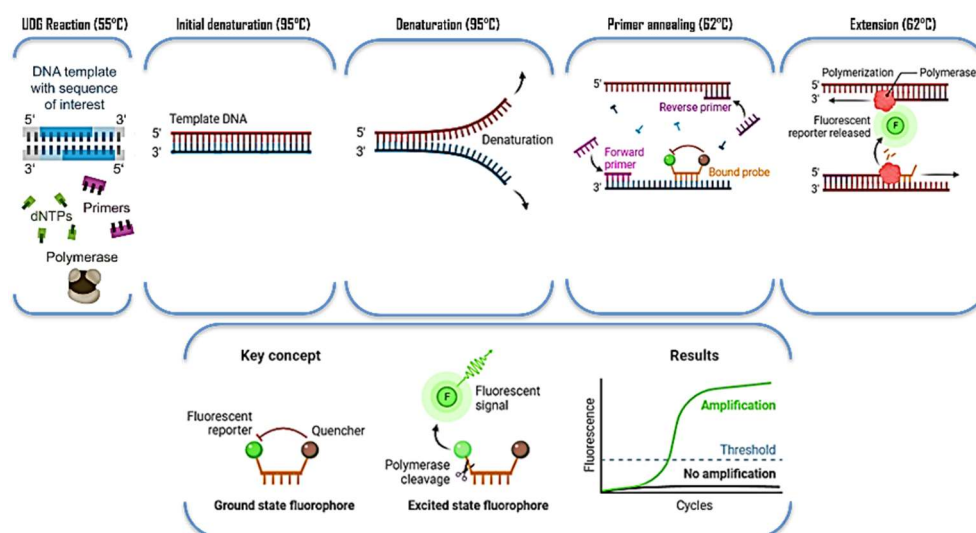 UDG Reaction (55°C)
Initial denaturation (95°C)
Denaturation (95°C)
Primer annealing (62°C)
Extension (62°C)
DNA template
with sequence
of interest
5' 3'
3' 5'
dNTPs
Primers
Polymerase
Template DNA
5'
3'
5'
3'
Denaturation
5'
Reverse primer
Forward
primer
Bound probe
3'
Polymerization
Polymerase
5'
3'
Fluorescent
reporter released
5'
3'
Key concept
Fluorescent
reporter
Quencher
Ground state fluorophore
F
F
Fluorescent
signal
Polymerase
cleavage
Excited state fluorophore
Results
Fluorescence
Amplification
Threshold
No amplification
Cycles